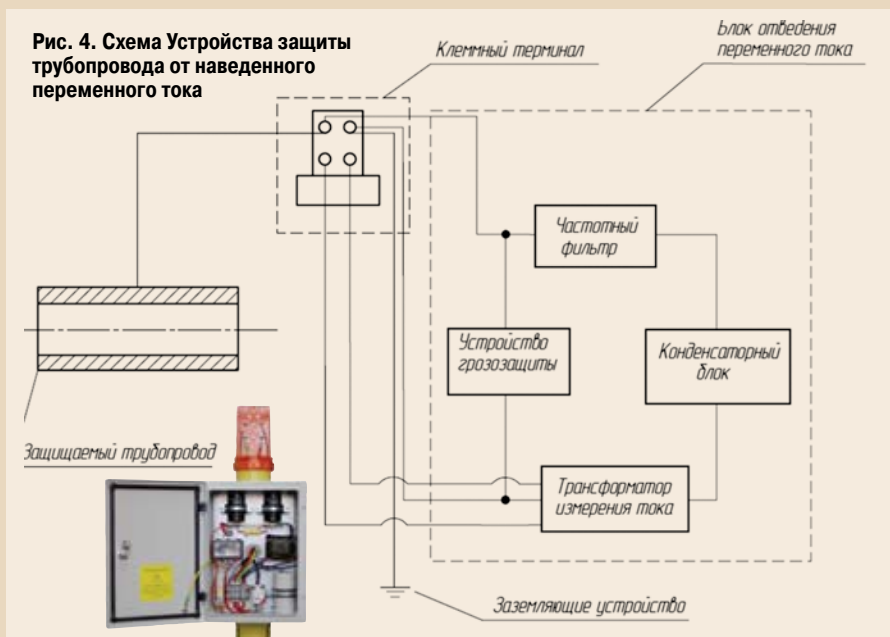 Рис. 4. Схема Устройства защиты
трубопровода от наведенного
переменного тока
Клеммный терминал
Блок отведения
переменного тока
Частотный
фильтр
Устройство
грозозащиты
Конденсаторный
блок
Защищаемый трубопровод
Трансформатор
измерения тока
Заземляющие устройство